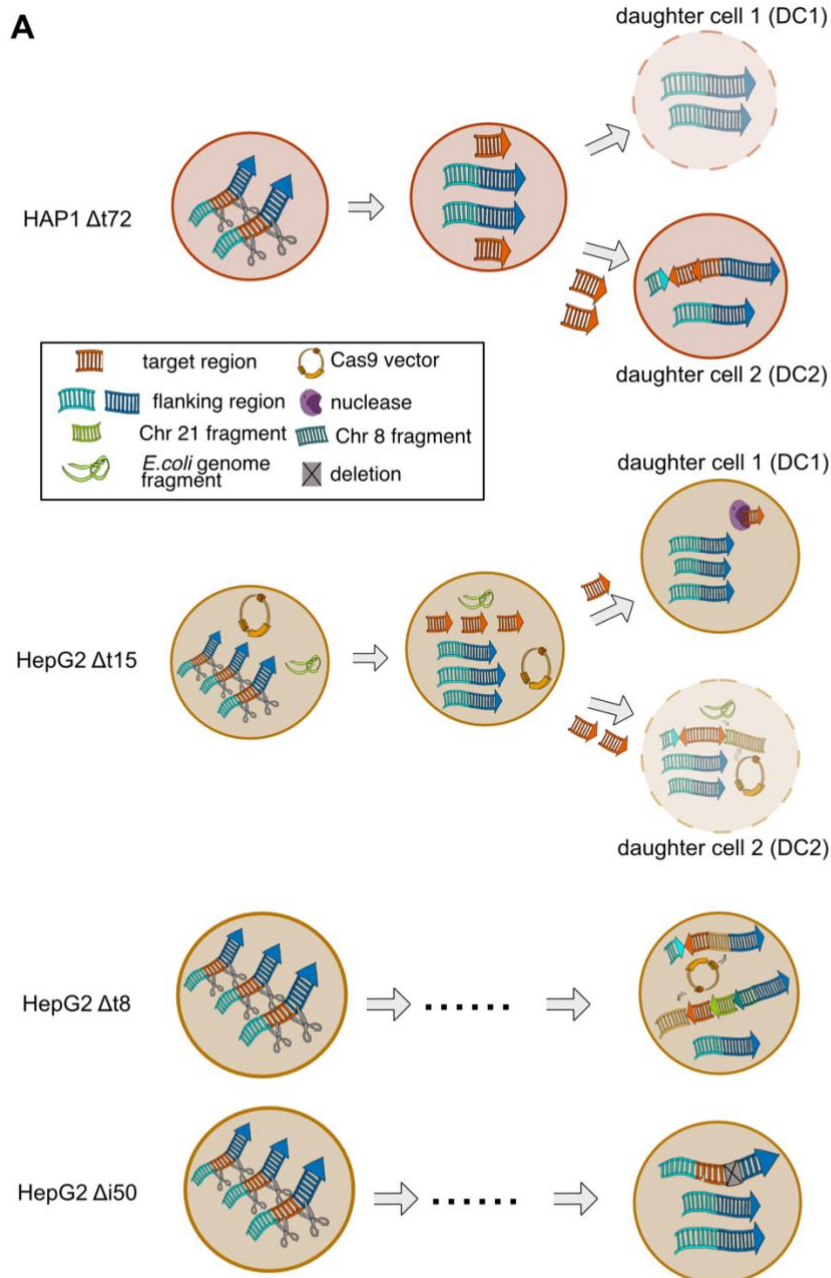 A
daughter cell 1 (DC1)
HAP1 Δt72
daughter cell 2 (DC2)
target region
Cas9 vector
flanking region
nuclease
Chr 21 fragment
Chr 8 fragment
E.coli genome
fragment
deletion
daughter cell 1 (DC1)
HepG2 Δt15
daughter cell 2 (DC2)
HepG2 Δt8
HepG2 Δi50